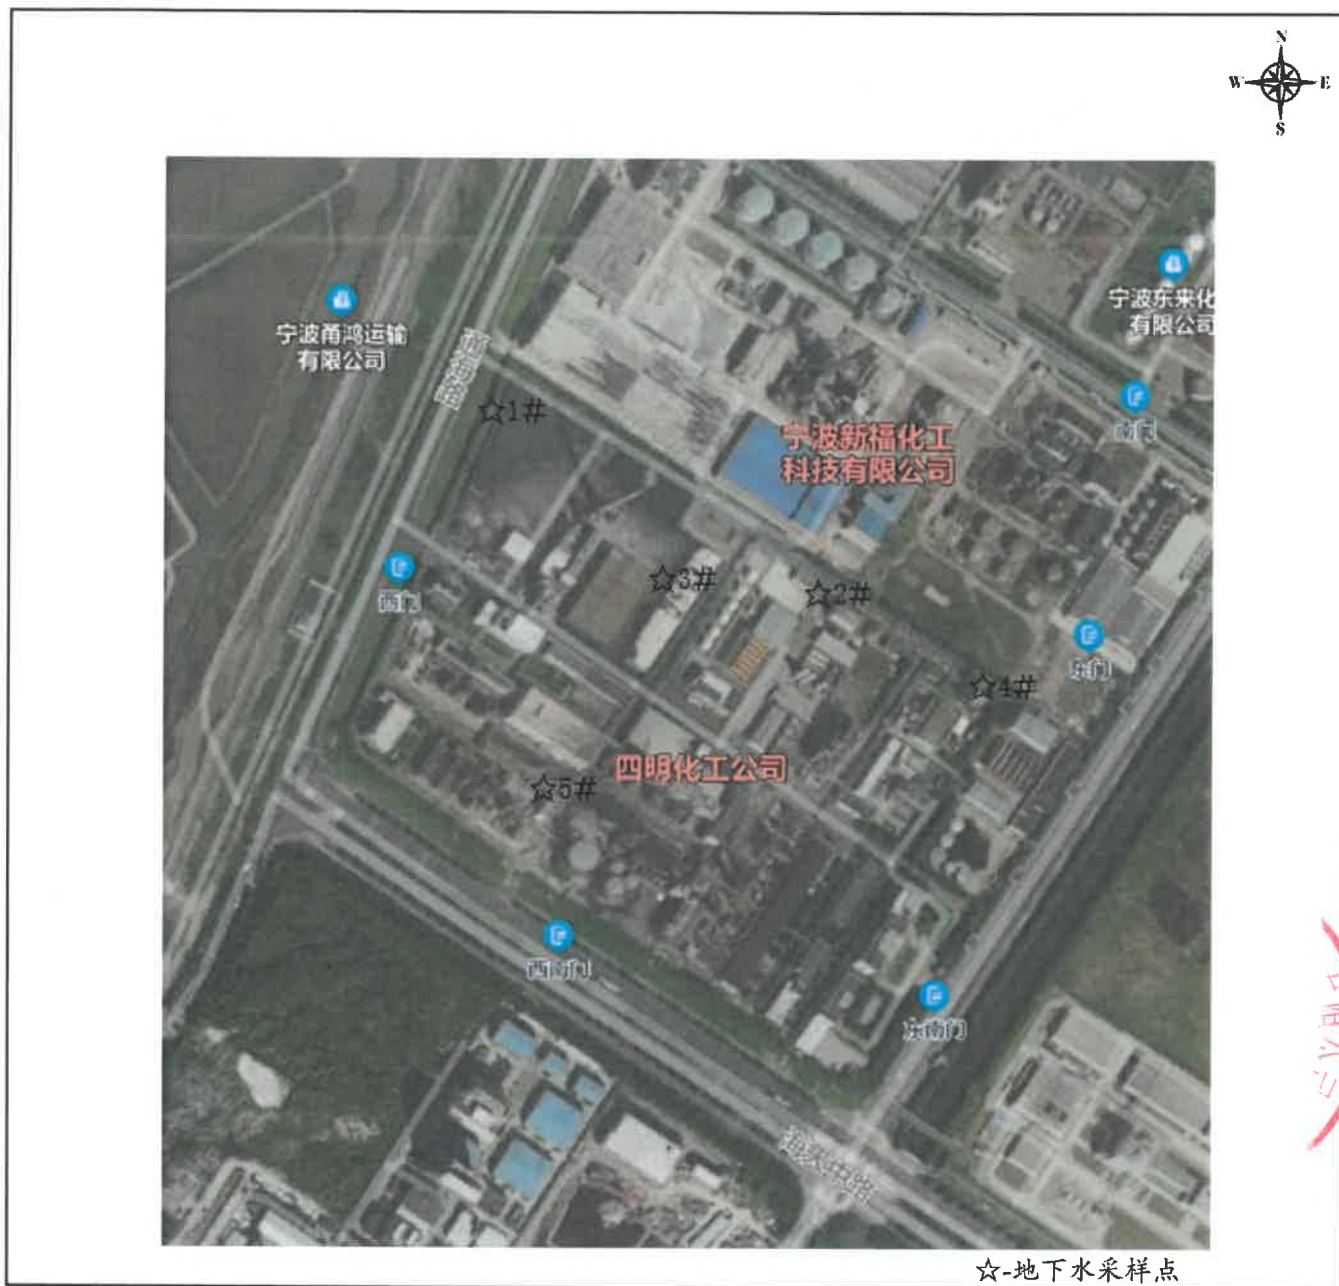 N
W E
S
宁波甬鸿运输
有限公司
宁波东来化
有限公司
☆1#
南门
宁波新福化工
科技有限公司
西门
☆3#
☆2#
东门
☆4#
四明化工公司
☆5#
西南门
东南门
海天中路
☆-地下水采样点